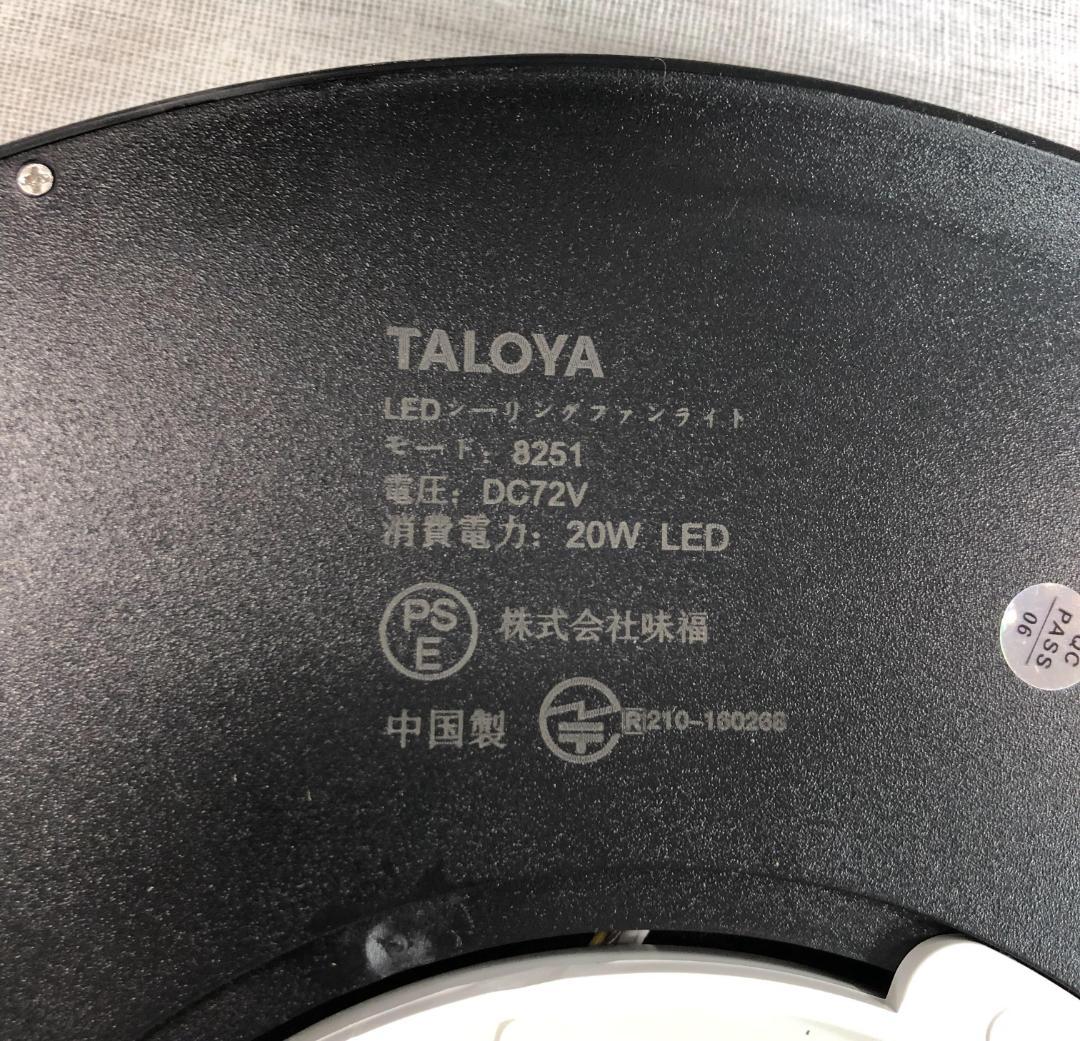 TALOYA
LEDシーリングファンライト
モード：8251
電圧：DC72V
消費電力：20W LED
PS
E
株式会社味福
中国製
R 210-160268
QC
PASS
06